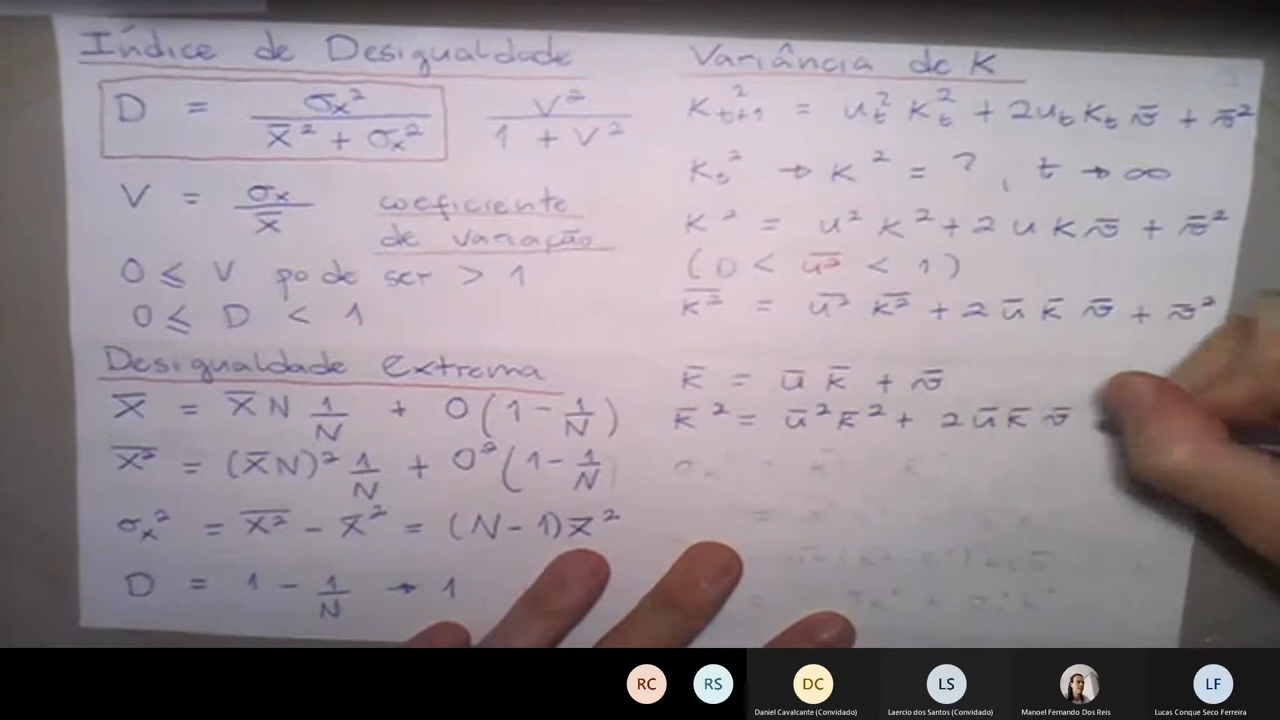 Índice de Desigualdade
D = σx² / (x̄² + σx²)    V² / (1 + V²)
V = σx / x̄    coeficiente
de variação
0 ≤ V pode ser > 1
0 ≤ D < 1
Desigualdade extrema
x̄ = x̄N 1/N + 0(1 - 1/N)
x̄² = (x̄N)² 1/N + 0²(1 - 1/N
σx² = x̄² - x̄² = (N-1)x̄²
D = 1 - 1/N → 1
Variância de K
K²t+1 = ut² Kt² + 2ut Kt v̄ + v̄²
Kt² → K² = ?, t → ∞
K² = u² K² + 2 u K v̄ + v̄²
(0 < u̅² < 1)
k̅² = u̅² k̅² + 2 ū k̄ v̄ + v̄²
k̄ = ū k̄ + v̄
k̄² = ū² k̄² + 2 ū k̄ v̄
RC
RS
DC
LS
LF
Daniel Cavalcante (Convidado)
Laercio dos Santos (Convidado)
Manoel Fernando Dos Reis
Lucas Conque Seco Ferreira